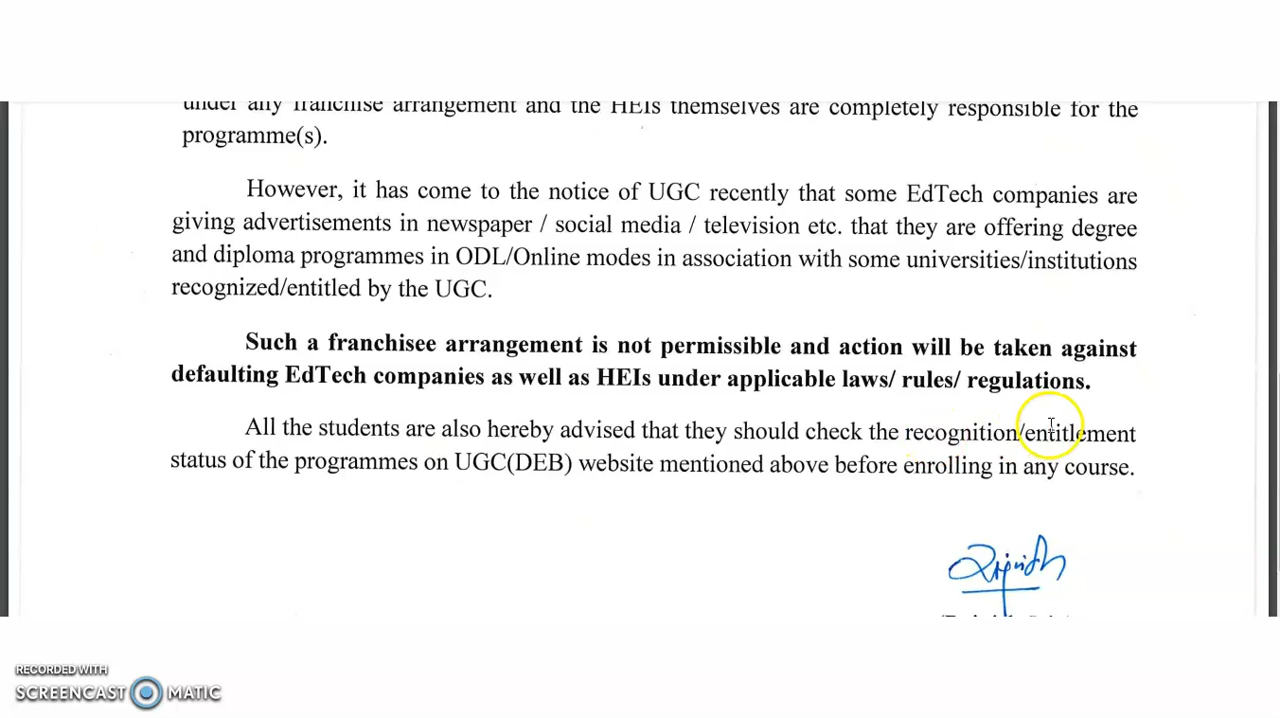 under any franchise arrangement and the HEIs themselves are completely responsible for the
programme(s).
However, it has come to the notice of UGC recently that some EdTech companies are
giving advertisements in newspaper / social media / television etc. that they are offering degree
and diploma programmes in ODL/Online modes in association with some universities/institutions
recognized/entitled by the UGC.
Such a franchisee arrangement is not permissible and action will be taken against
defaulting EdTech companies as well as HEIs under applicable laws/ rules/ regulations.
All the students are also hereby advised that they should check the recognition/entitlement
status of the programmes on UGC(DEB) website mentioned above before enrolling in any course.
RECORDED WITH
SCREENCAST MATIC